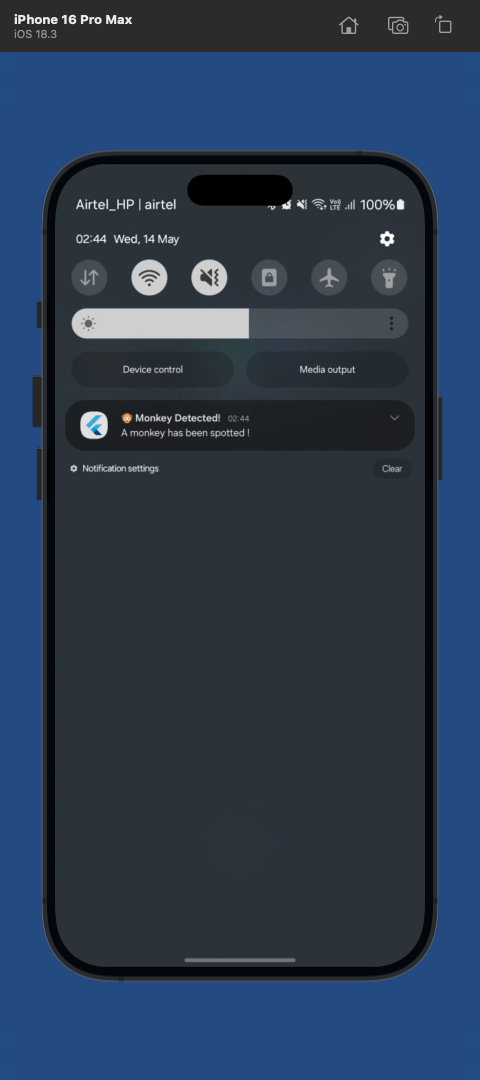 iPhone 16 Pro Max
iOS 18.3
Airtel_HP | airtel
Vo)) LTE 100%
02:44 Wed, 14 May
Device control
Media output
Monkey Detected! 02:44
A monkey has been spotted !
Notification settings
Clear